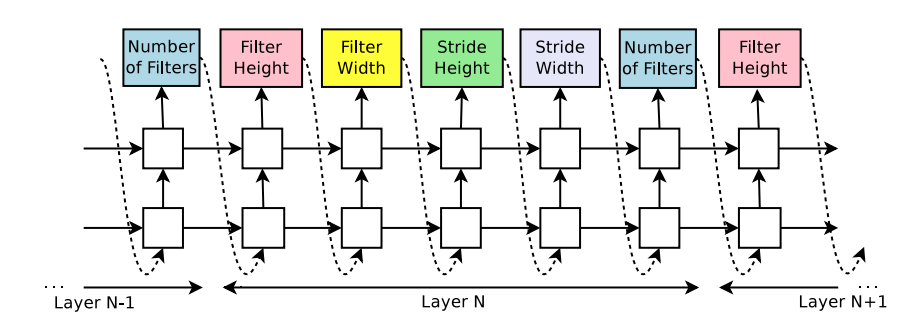 Number
of Filters
Filter
Height
Filter
Width
Stride
Height
Stride
Width
Number
of Filters
Filter
Height
... Layer N-1
Layer N
Layer N+1 ...